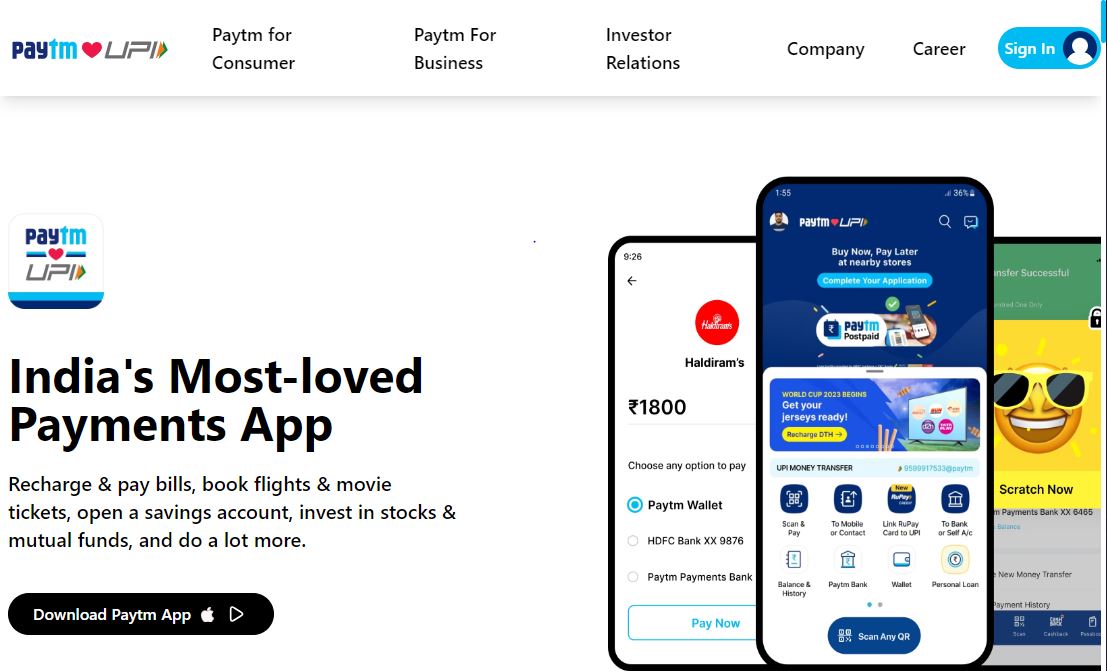 paytm UPI
Paytm for
Consumer
Paytm For
Business
Investor
Relations
Company
Career
Sign In
paytm
UPI
India's Most-loved
Payments App
Recharge & pay bills, book flights & movie
tickets, open a savings account, invest in stocks &
mutual funds, and do a lot more.
Download Paytm App
9:26
Haldiram's
Haldiram's
₹1800
Choose any option to pay
Paytm Wallet
HDFC Bank XX 9876
Paytm Payments Bank
Pay Now
1:55
36%
paytm UPI
Buy Now, Pay Later
at nearby stores
Complete Your Application
paytm
Postpaid
WORLD CUP 2023 BEGINS
Get your
jerseys ready!
Recharge DTH →
UPI MONEY TRANSFER
9599917533@paytm
Scan &
Pay
To Mobile
or Contact
New
RuPay
Link RuPay
Card to UPI
To Bank
or Self A/c
Balance &
History
Paytm Bank
Wallet
Personal Loan
Scan Any QR
nsfer Successful
undred One Only
Scratch Now
m Payments Bank XX 6465
Balance
e New Money Transfer
Payment History
Scan
Cashback